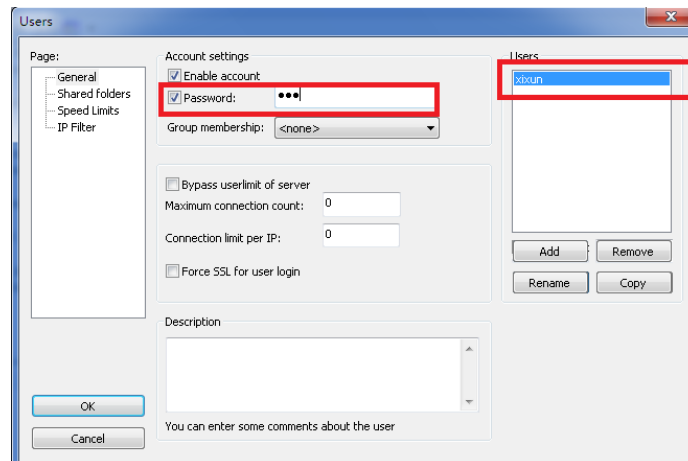 Users
Page:
General
Shared folders
Speed Limits
IP Filter
OK
Cancel
Account settings
Enable account
Password: •••
Group membership: <none>
Bypass userlimit of server
Maximum connection count: 0
Connection limit per IP: 0
Force SSL for user login
Description
You can enter some comments about the user
Users
xixun
Add Remove
Rename Copy